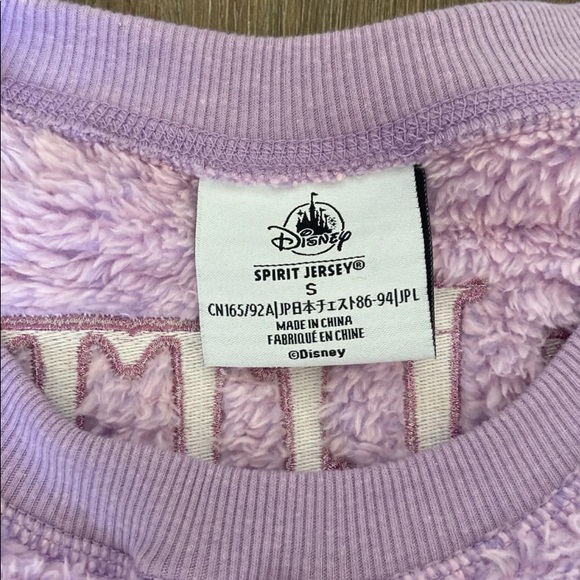 Disney
SPIRIT JERSEY®
S
CN165/92A|JP日本チェスト86-94|JPL
MADE IN CHINA
FABRIQUÉ EN CHINE
©Disney